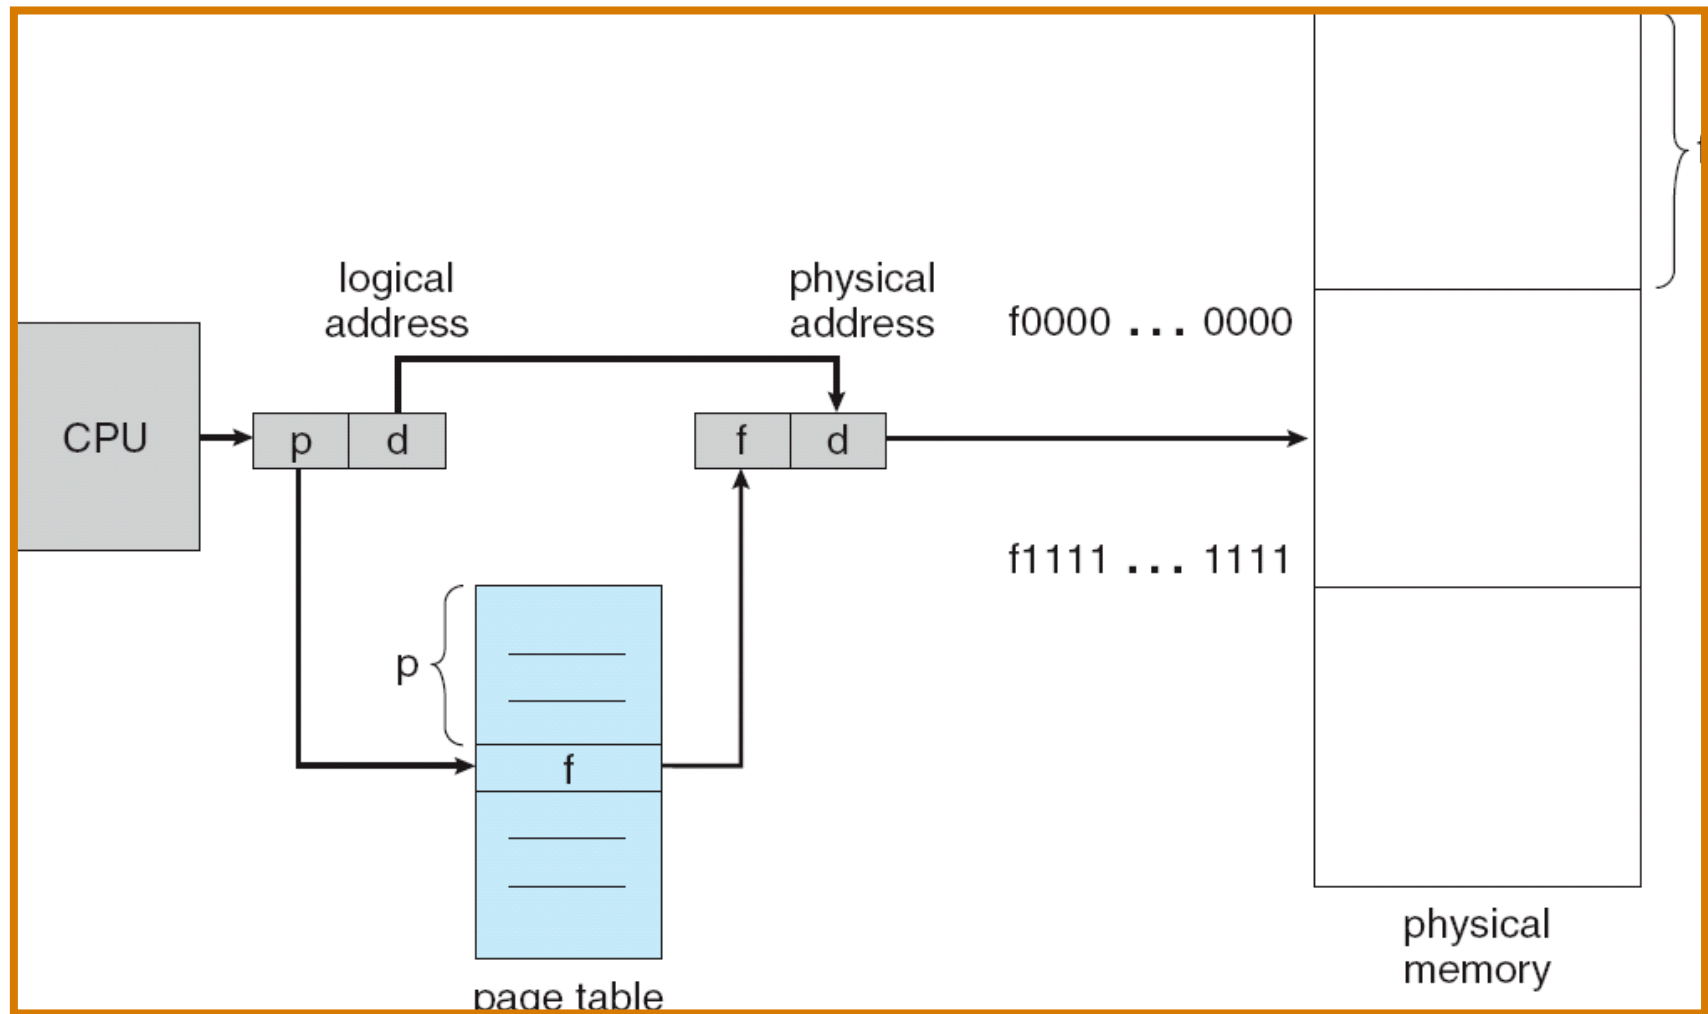 logical
address
physical
address
f0000 ... 0000
CPU
p
d
f
d
f1111 ... 1111
p
f
physical
memory
page table